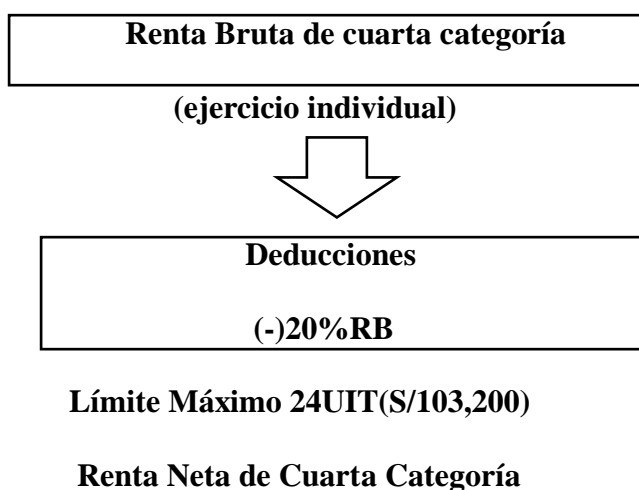 Renta Bruta de cuarta categoría
(ejercicio individual)
Deducciones
(-)20%RB
Límite Máximo 24UIT(S/103,200)
Renta Neta de Cuarta Categoría